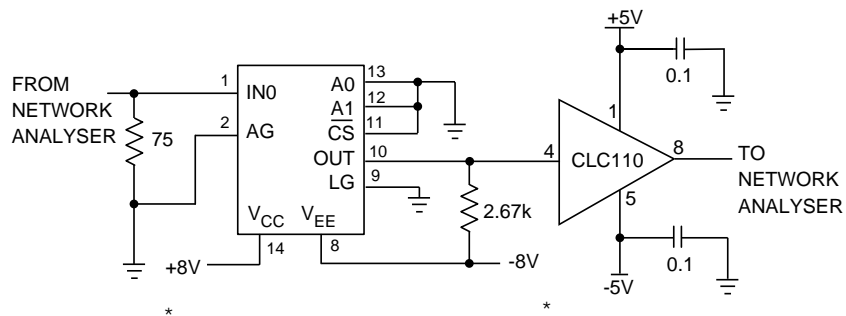 +5V
0.1
FROM
NETWORK
ANALYSER
1
IN0
2
AG
75
A0
13
A1
12
CS
11
OUT
10
LG
9
VCC
VEE
14
8
+8V
-8V
2.67k
4
CLC110
1
8
5
TO
NETWORK
ANALYSER
0.1
-5V
*
*